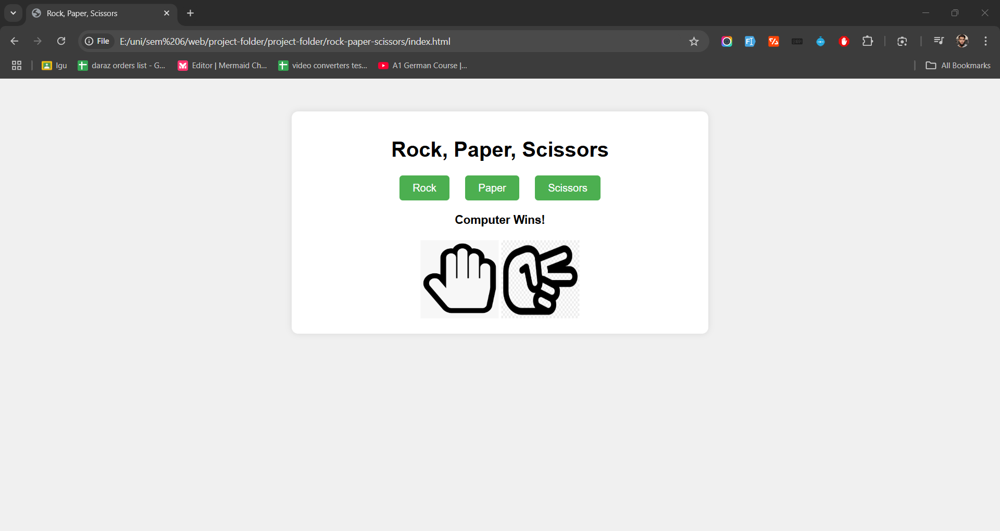 Rock, Paper, Scissors
File E:/uni/sem%206/web/project-folder/project-folder/rock-paper-scissors/index.html
Igu daraz orders list - G... Editor | Mermaid Ch... video converters tes... A1 German Course |... All Bookmarks
Rock, Paper, Scissors
Rock Paper Scissors
Computer Wins!